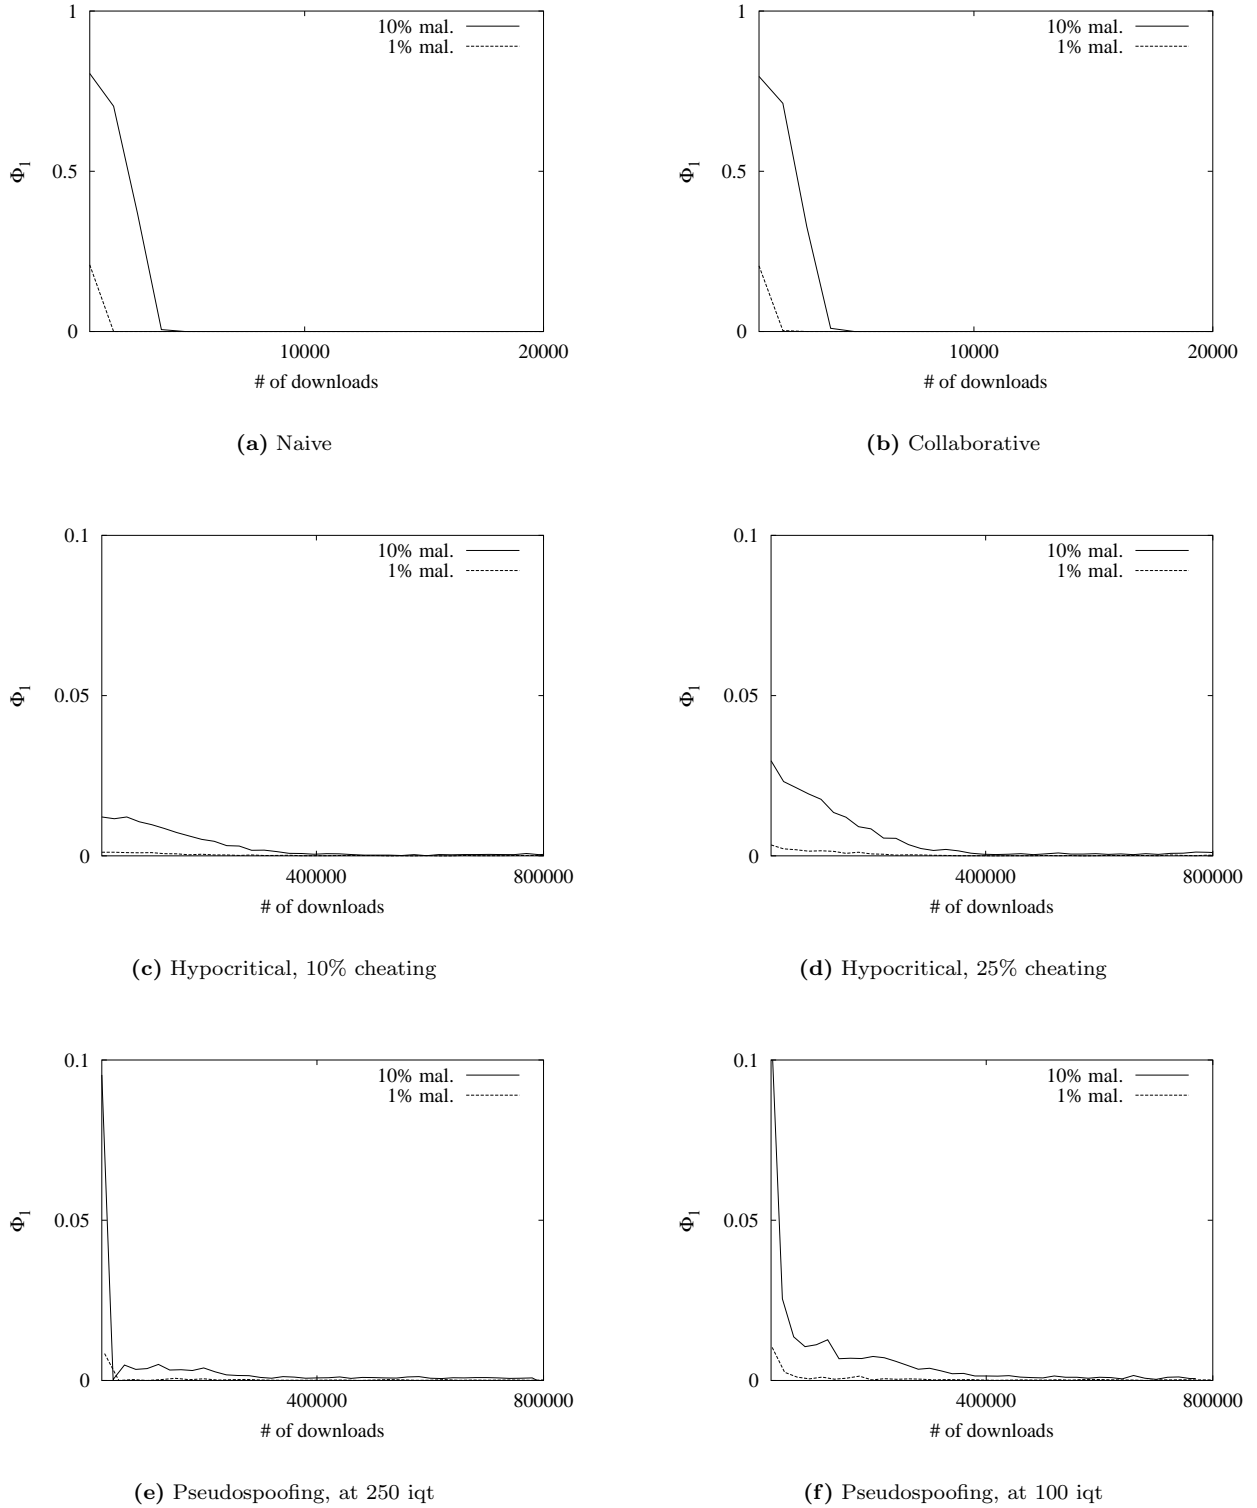 1
10% mal.
1% mal.
Φ1
0.5
0
10000
20000
# of downloads
(a) Naive
1
10% mal.
1% mal.
Φ1
0.5
0
10000
20000
# of downloads
(b) Collaborative
0.1
10% mal.
1% mal.
Φ1
0.05
0
400000
800000
# of downloads
(c) Hypocritical, 10% cheating
0.1
10% mal.
1% mal.
Φ1
0.05
0
400000
800000
# of downloads
(d) Hypocritical, 25% cheating
0.1
10% mal.
1% mal.
Φ1
0.05
0
400000
800000
# of downloads
(e) Pseudospoofing, at 250 iqt
0.1
10% mal.
1% mal.
Φ1
0.05
0
400000
800000
# of downloads
(f) Pseudospoofing, at 100 iqt